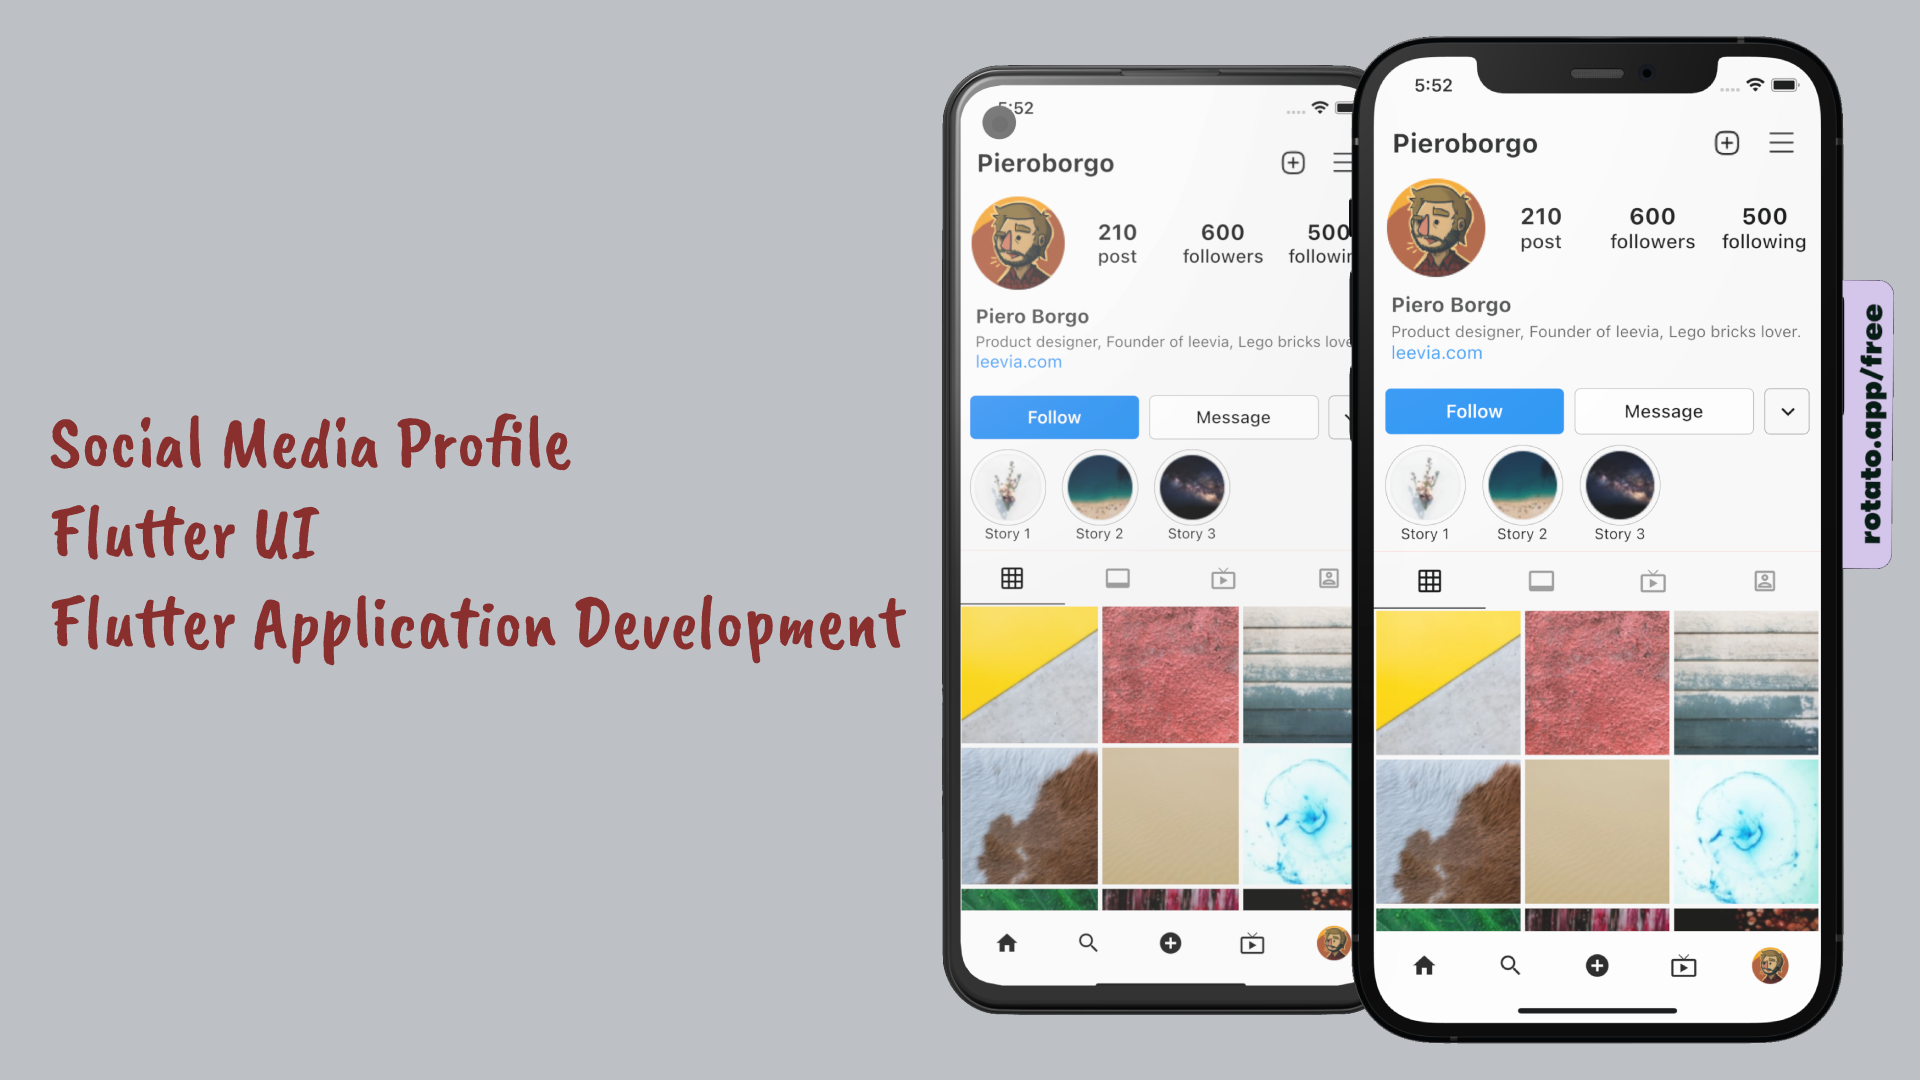 Social Media Profile
Flutter UI
Flutter Application Development
5:52
Pieroborgo
210 600 500
post followers followin
Piero Borgo
Product designer, Founder of leevia, Lego bricks love
leevia.com
Follow Message
Story 1 Story 2 Story 3
5:52
Pieroborgo
210 600 500
post followers following
Piero Borgo
Product designer, Founder of leevia, Lego bricks lover.
leevia.com
Follow Message
Story 1 Story 2 Story 3
rotato.app/free